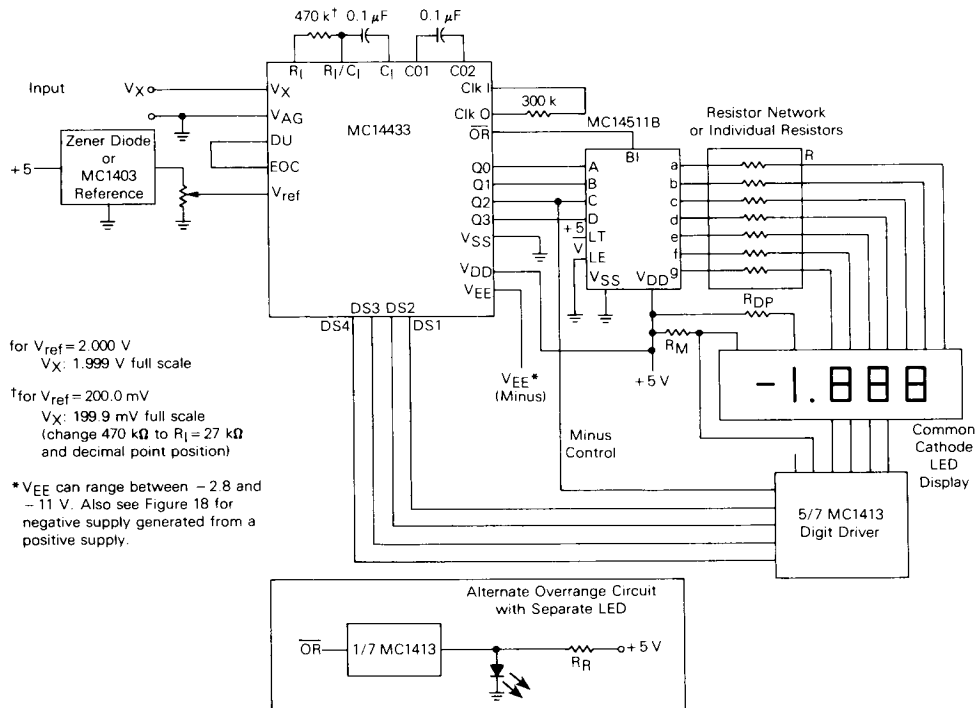 470 k† 0.1 µF 0.1 µF
RI RI/CI CI C01 C02
Input
VX
VX
VAG
DU
EOC
Vref
MC14433
Clk I
Clk O
OR
Q0
Q1
Q2
Q3
VSS
VDD
VEE
DS4 DS3 DS2 DS1
300 k
Zener Diode
or
MC1403
Reference
+5
MC14511B
BI
A
B
C
D
+5
V
LT
LE
VSS VDD
a
b
c
d
e
f
g
Resistor Network
or Individual Resistors
R
RDP
RM
+5 V
VEE*
(Minus)
-1.888
Common
Cathode
LED
Display
Minus
Control
5/7 MC1413
Digit Driver
for Vref=2.000 V
VX: 1.999 V full scale
†for Vref=200.0 mV
VX: 199.9 mV full scale
(change 470 kΩ to RI=27 kΩ
and decimal point position)
*VEE can range between −2.8 and
−11 V. Also see Figure 18 for
negative supply generated from a
positive supply.
Alternate Overrange Circuit
with Separate LED
OR
1/7 MC1413
RR
+5 V